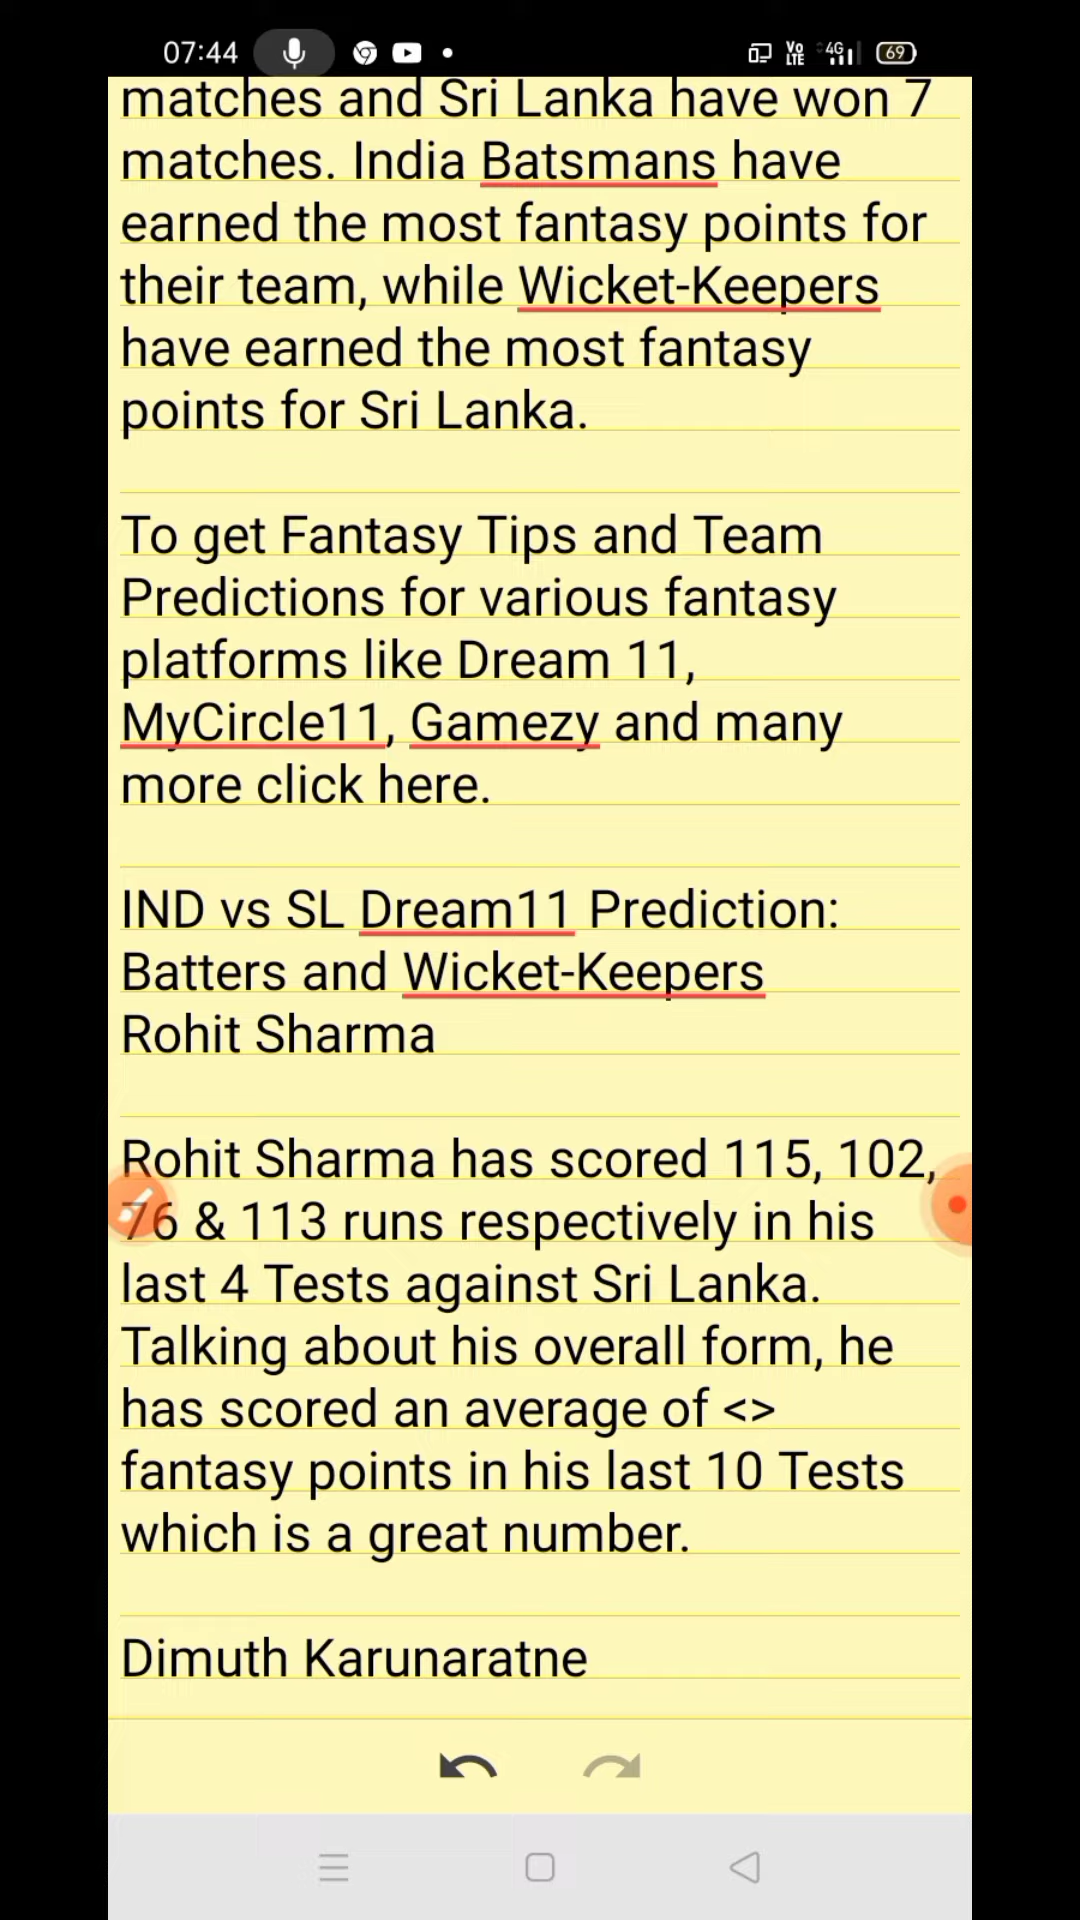 07:44
Vo
LTE
4G
69
matches and Sri Lanka have won 7
matches. India Batsmans have
earned the most fantasy points for
their team, while Wicket-Keepers
have earned the most fantasy
points for Sri Lanka.
To get Fantasy Tips and Team
Predictions for various fantasy
platforms like Dream 11,
MyCircle11, Gamezy and many
more click here.
IND vs SL Dream11 Prediction:
Batters and Wicket-Keepers
Rohit Sharma
Rohit Sharma has scored 115, 102,
76 & 113 runs respectively in his
last 4 Tests against Sri Lanka.
Talking about his overall form, he
has scored an average of <>
fantasy points in his last 10 Tests
which is a great number.
Dimuth Karunaratne